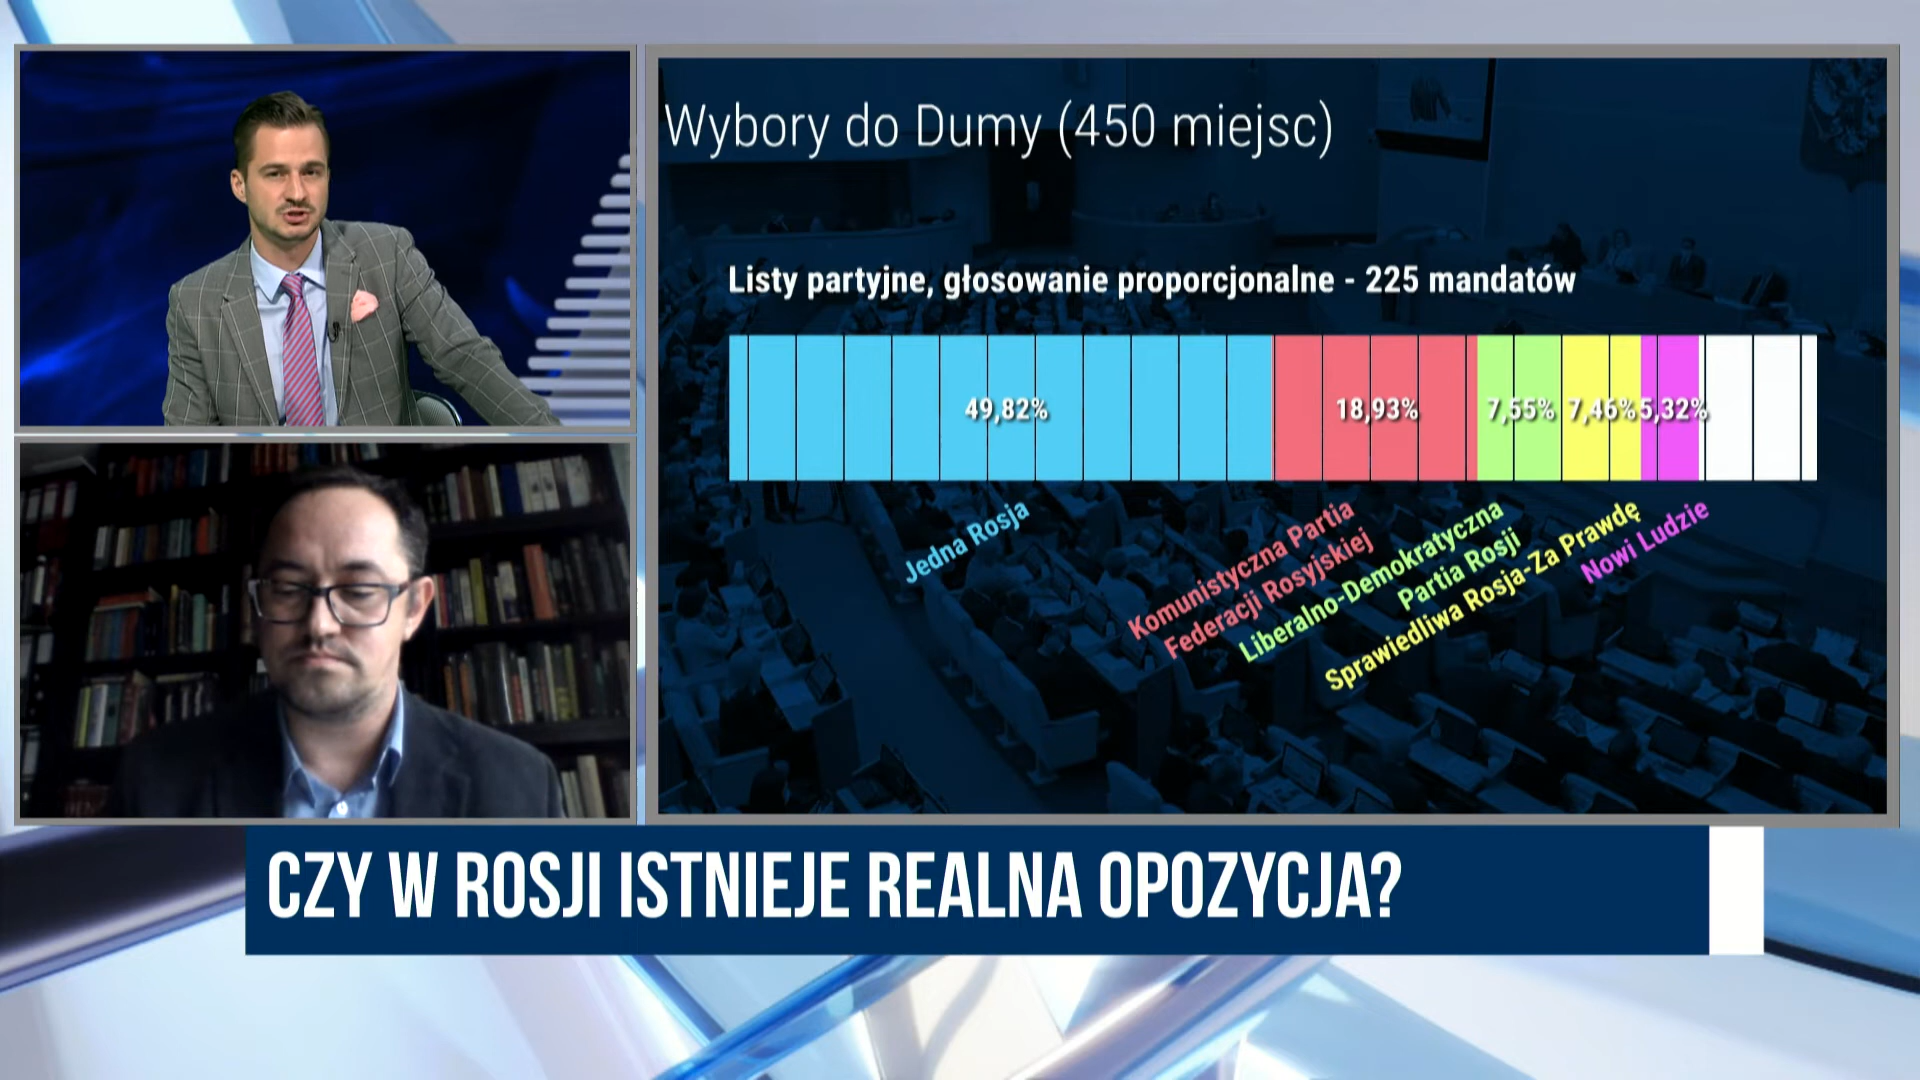 Wybory do Dumy (450 miejsc)
Listy partyjne, głosowanie proporcjonalne - 225 mandatów
49,82%
18,93%
7,55%
7,46%
5,32%
Jedna Rosja
Komunistyczna Partia
Federacji Rosyjskiej
Liberalno-Demokratyczna
Partia Rosji
Sprawiedliwa Rosja-Za Prawdę
Nowi Ludzie
CZY W ROSJI ISTNIEJE REALNA OPOZYCJA?